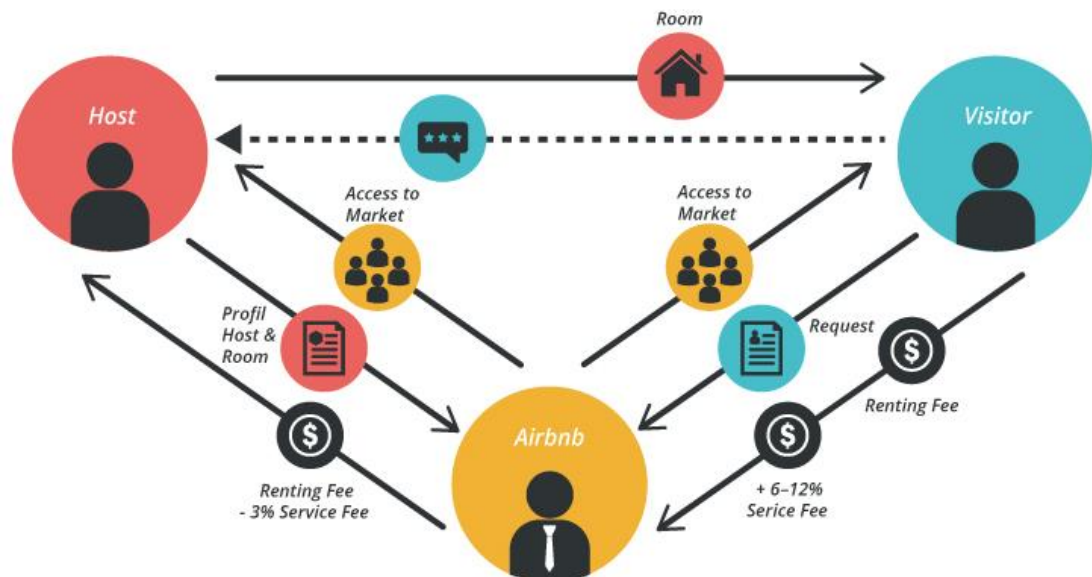 Room
Host
Visitor
Access to
Market
Access to
Market
Profil
Host &
Room
Request
Renting Fee
Airbnb
Renting Fee
- 3% Service Fee
+ 6–12%
Serice Fee